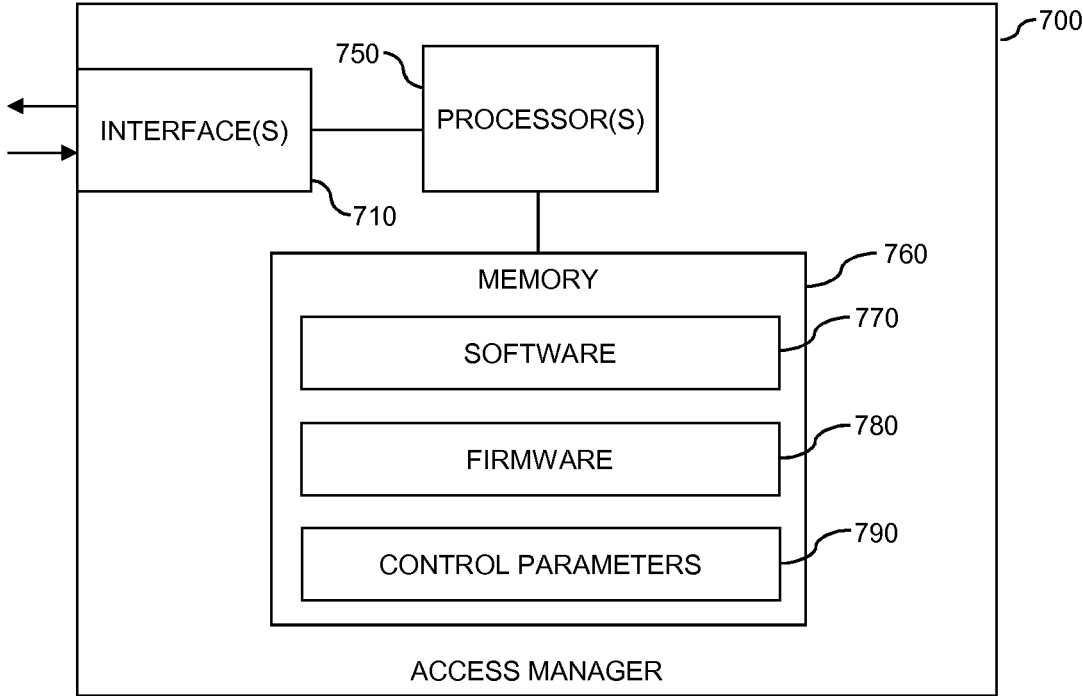 700
750
INTERFACE(S)
PROCESSOR(S)
710
760
MEMORY
770
SOFTWARE
780
FIRMWARE
790
CONTROL PARAMETERS
ACCESS MANAGER